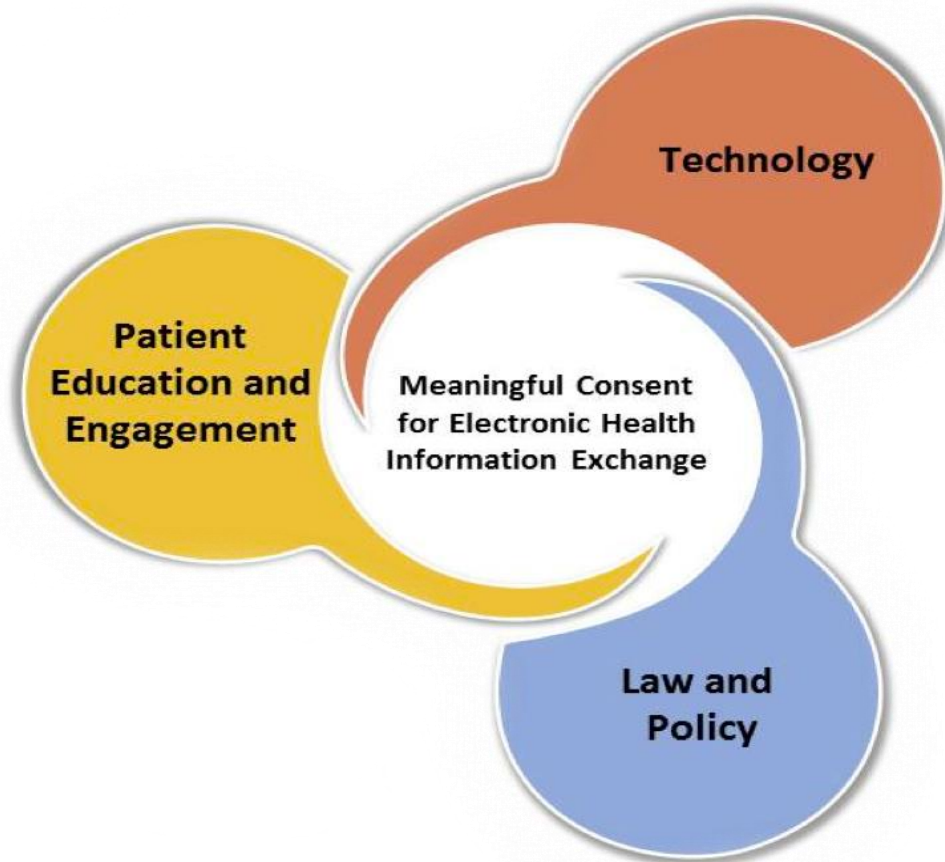 Technology
Patient
Education and
Engagement
Meaningful Consent
for Electronic Health
Information Exchange
Law and
Policy